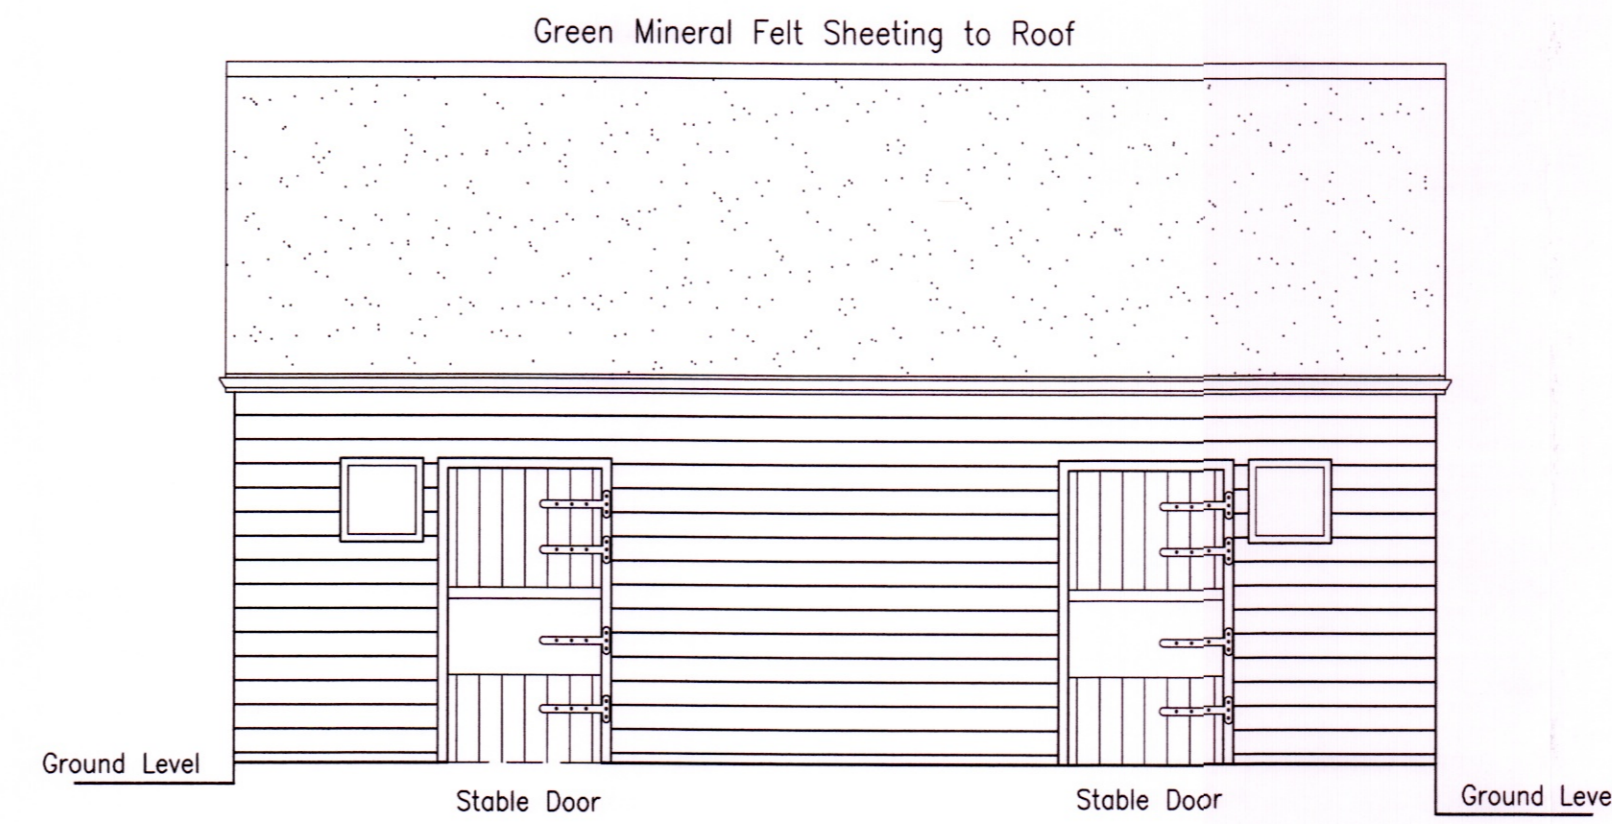 Green Mineral Felt Sheeting to Roof
Ground Level
Stable Door
Stable Door
Ground Leve